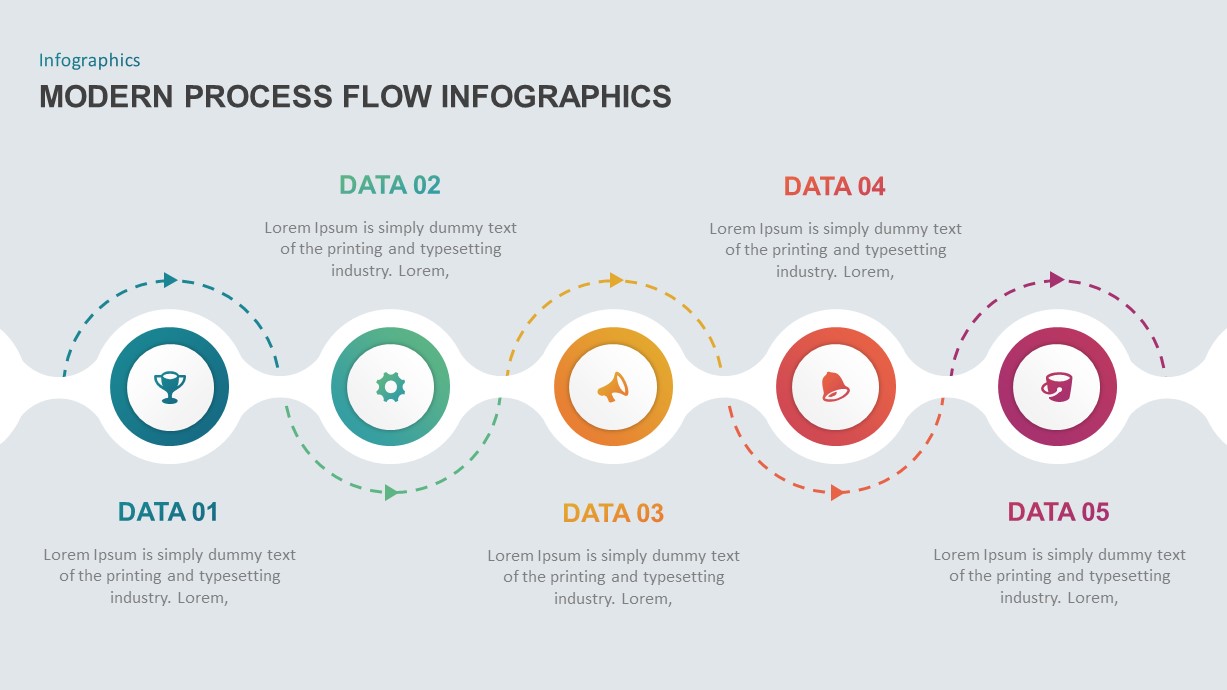 Infographics
MODERN PROCESS FLOW INFOGRAPHICS
DATA 01
Lorem Ipsum is simply dummy text
of the printing and typesetting
industry. Lorem,
DATA 02
Lorem Ipsum is simply dummy text
of the printing and typesetting
industry. Lorem,
DATA 03
Lorem Ipsum is simply dummy text
of the printing and typesetting
industry. Lorem,
DATA 04
Lorem Ipsum is simply dummy text
of the printing and typesetting
industry. Lorem,
DATA 05
Lorem Ipsum is simply dummy text
of the printing and typesetting
industry. Lorem,